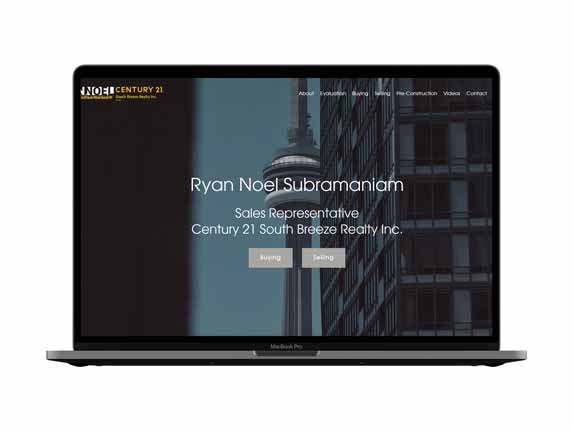 NOEL CENTURY 21.
South Breeze Realty Inc.
About Evaluation Buying Selling Pre-Construction Videos Contact
Ryan Noel Subramaniam
Sales Representative
Century 21 South Breeze Realty Inc.
Buying Selling
MacBook Pro